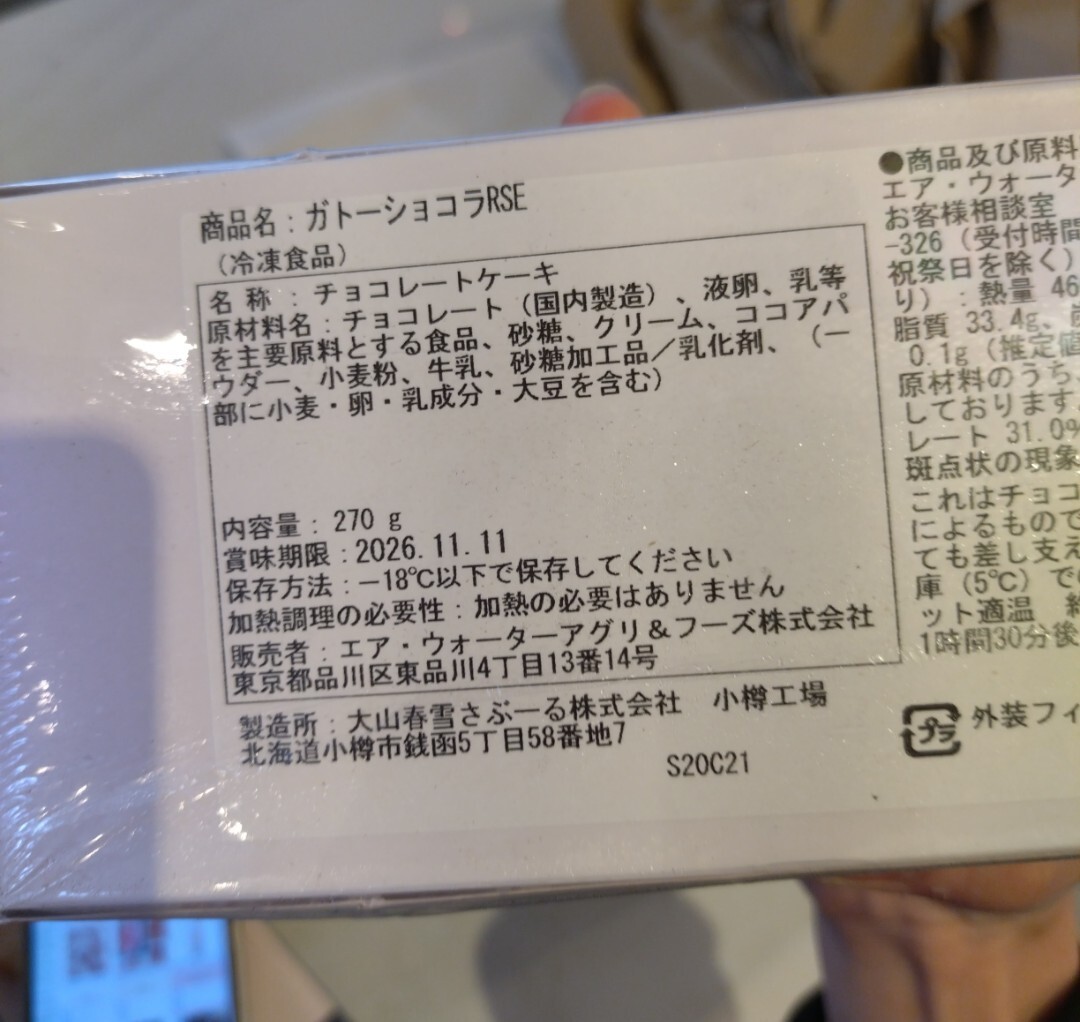 商品名：ガトーショコラRSE
（冷凍食品）
名 称 ：チョコレートケーキ
原材料名：チョコレート（国内製造）、液卵、乳等
を主要原料とする食品、砂糖、クリーム、ココアパ
ウダー、小麦粉、牛乳、砂糖加工品／乳化剤、（一
部に小麦・卵・乳成分・大豆を含む）
内容量：270 g
賞味期限：2026.11.11
保存方法：－18℃以下で保存してください
加熱調理の必要性：加熱の必要はありません
販売者：エア・ウォーターアグリ＆フーズ株式会社
東京都品川区東品川4丁目13番14号
製造所：大山春雪さぶーる株式会社 小樽工場
北海道小樽市銭函5丁目58番地7
S20C21
●商品及び原料
エア・ウォータ
お客様相談室
-326（受付時間
祝祭日を除く）
り）：熱量 46
脂質 33.4g、
0.1g（推定値
原材料のうち、
しております
レート 31.0%
斑点状の現象
これはチョコ
によるもので
ても差し支え
庫（5℃）で
ット適温
1時間30分後
プラ
外装フィ